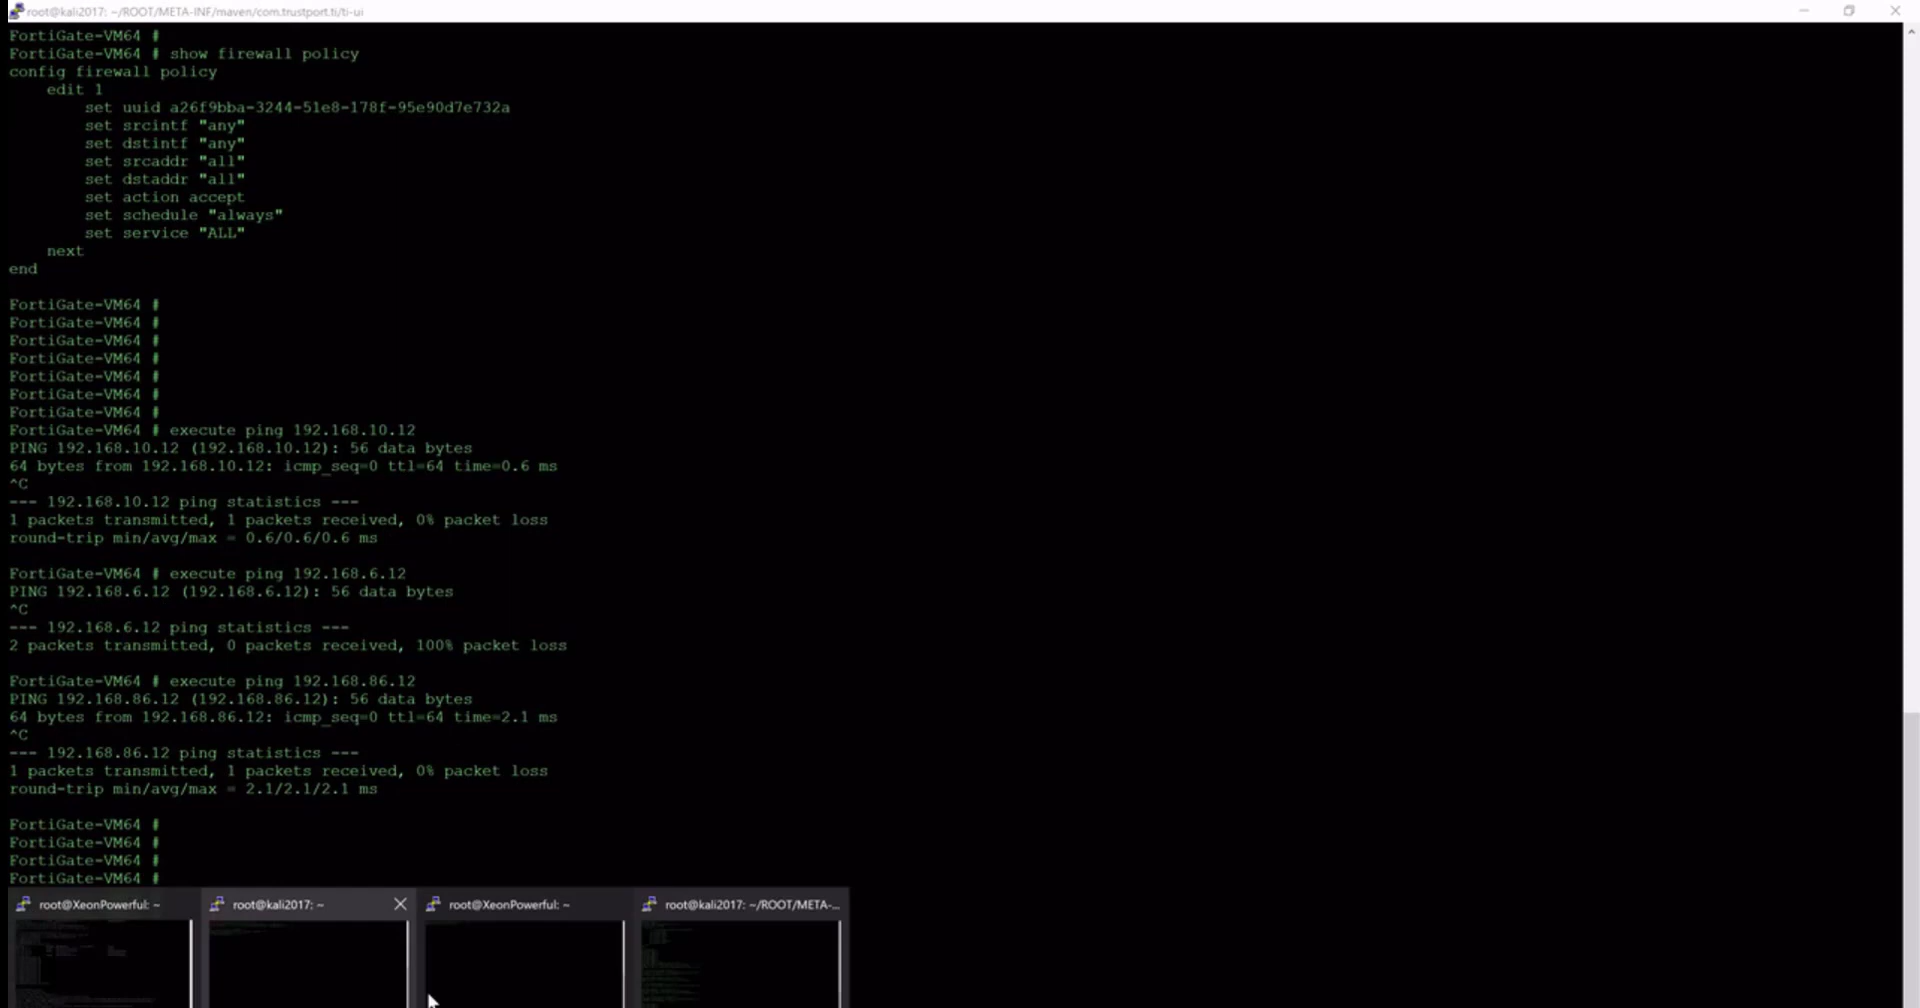 root@kali2017: ~/ROOT/META-INF/maven/com.trustport.ti/ti-ui
FortiGate-VM64 #
FortiGate-VM64 # show firewall policy
config firewall policy
    edit 1
        set uuid a26f9bba-3244-51e8-178f-95e90d7e732a
        set srcintf "any"
        set dstintf "any"
        set srcaddr "all"
        set dstaddr "all"
        set action accept
        set schedule "always"
        set service "ALL"
    next
end
FortiGate-VM64 #
FortiGate-VM64 #
FortiGate-VM64 #
FortiGate-VM64 #
FortiGate-VM64 #
FortiGate-VM64 #
FortiGate-VM64 #
FortiGate-VM64 # execute ping 192.168.10.12
PING 192.168.10.12 (192.168.10.12): 56 data bytes
64 bytes from 192.168.10.12: icmp_seq=0 ttl=64 time=0.6 ms
^C
--- 192.168.10.12 ping statistics ---
1 packets transmitted, 1 packets received, 0% packet loss
round-trip min/avg/max = 0.6/0.6/0.6 ms
FortiGate-VM64 # execute ping 192.168.6.12
PING 192.168.6.12 (192.168.6.12): 56 data bytes
^C
--- 192.168.6.12 ping statistics ---
2 packets transmitted, 0 packets received, 100% packet loss
FortiGate-VM64 # execute ping 192.168.86.12
PING 192.168.86.12 (192.168.86.12): 56 data bytes
64 bytes from 192.168.86.12: icmp_seq=0 ttl=64 time=2.1 ms
^C
--- 192.168.86.12 ping statistics ---
1 packets transmitted, 1 packets received, 0% packet loss
round-trip min/avg/max = 2.1/2.1/2.1 ms
FortiGate-VM64 #
FortiGate-VM64 #
FortiGate-VM64 #
FortiGate-VM64 #
root@XeonPowerful: ~
root@kali2017: ~
root@XeonPowerful: ~
root@kali2017: ~/ROOT/META-...